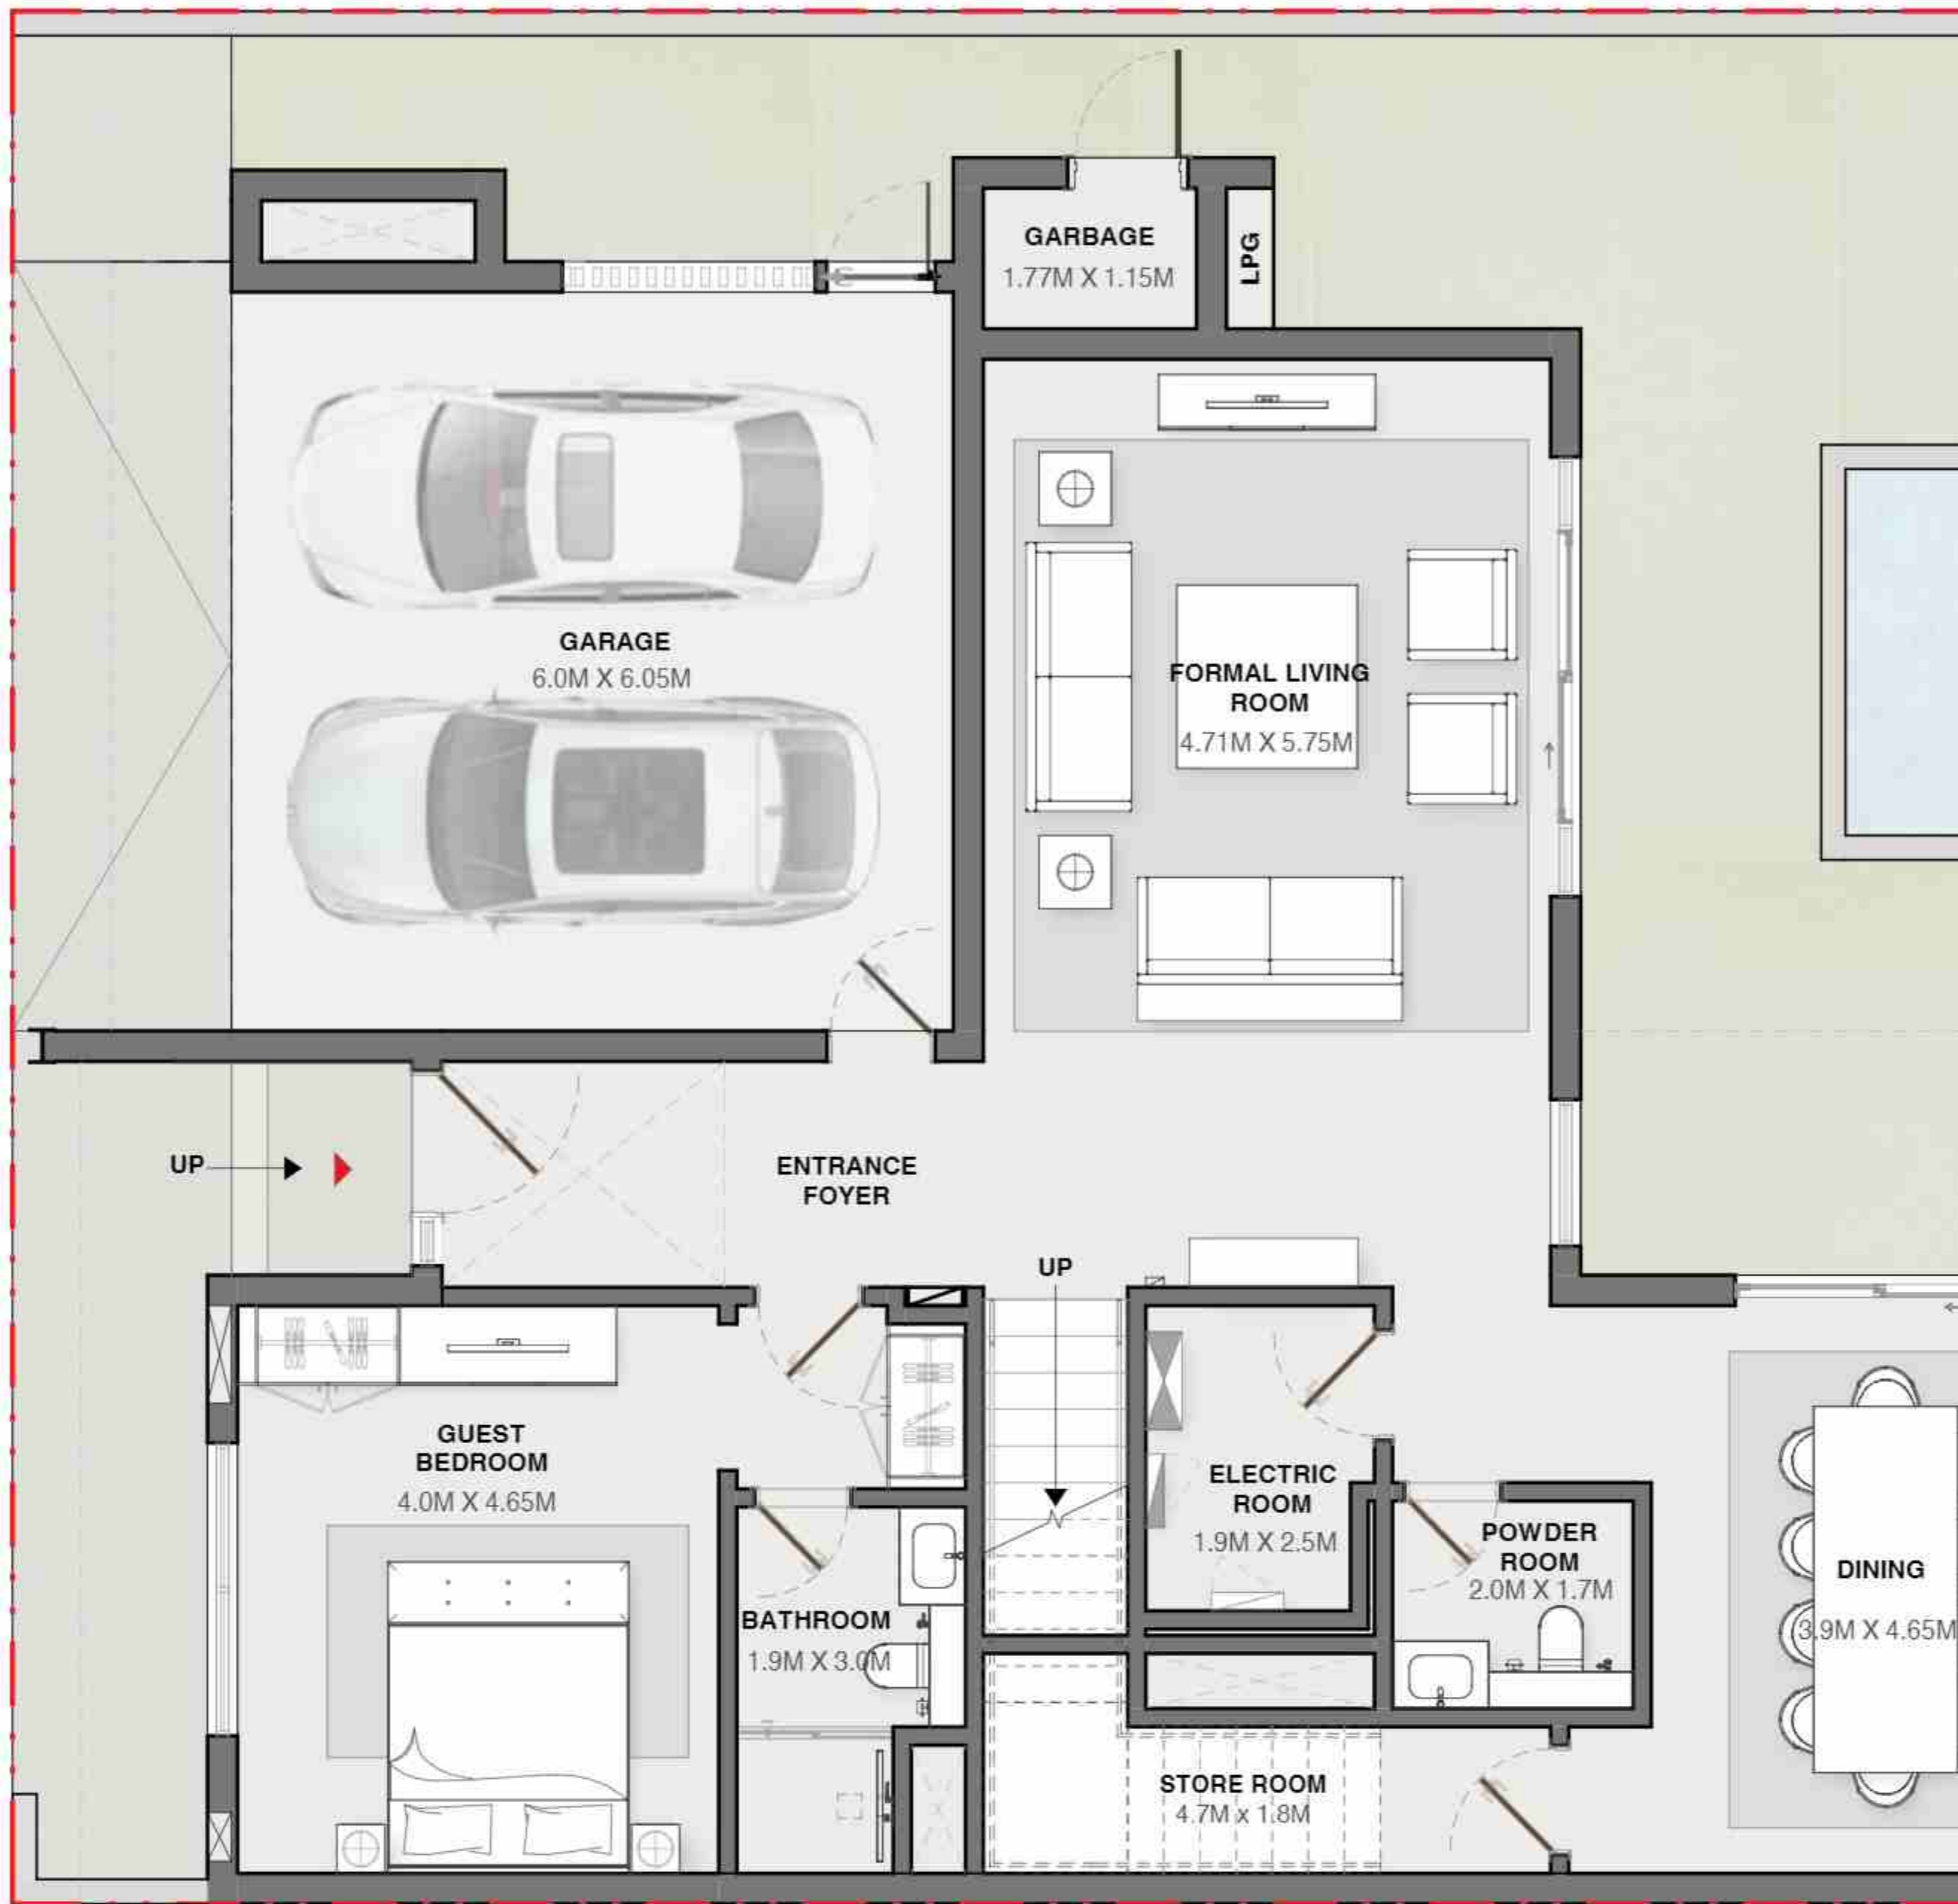 GARBAGE
1.77M X 1.15M
LPG
GARAGE
6.0M X 6.05M
FORMAL LIVING
ROOM
4.71M X 5.75M
UP
ENTRANCE
FOYER
UP
GUEST
BEDROOM
4.0M X 4.65M
ELECTRIC
ROOM
1.9M X 2.5M
POWDER
ROOM
2.0M X 1.7M
DINING
3.9M X 4.65M
BATHROOM
1.9M X 3.0M
STORE ROOM
4.7M x 1.8M